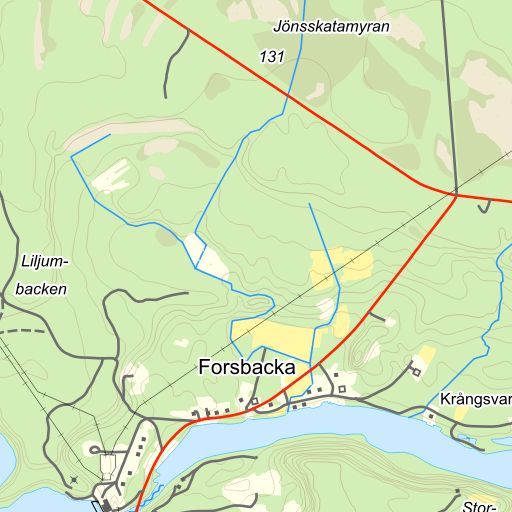 Jönsskatamyran
131
Liljum-
backen
Forsbacka
Krångsvar
Stor-